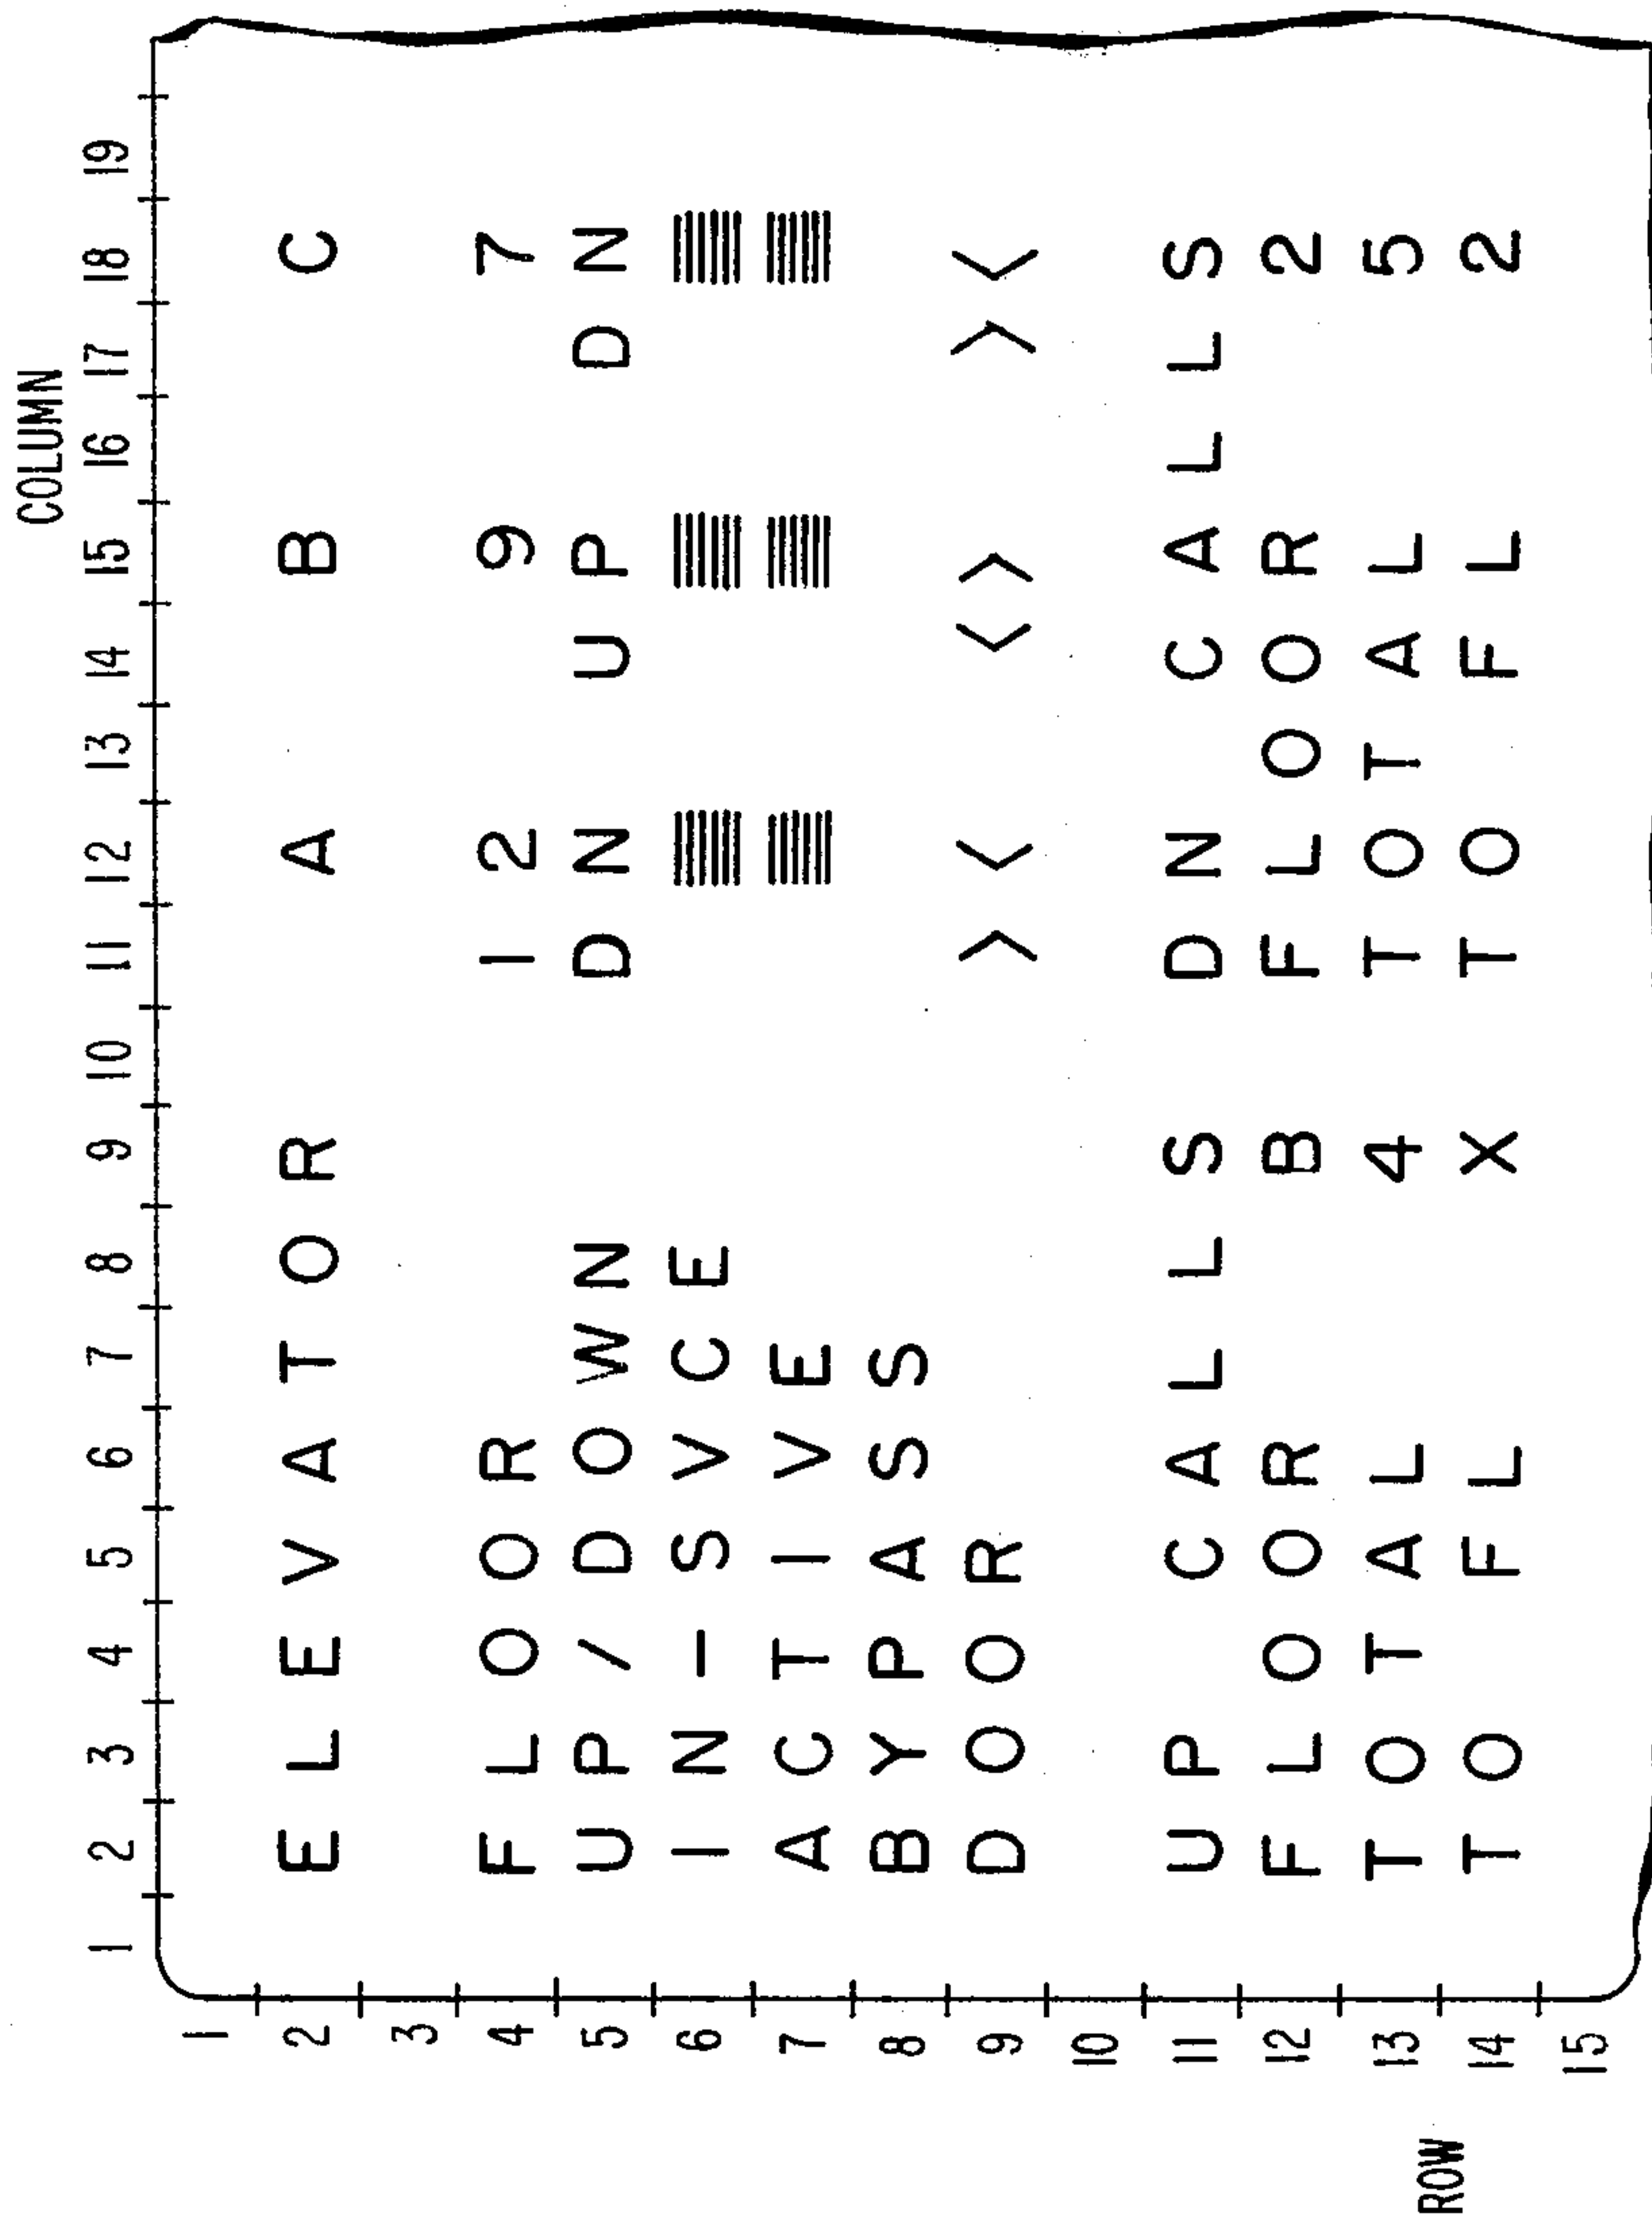 COLUMN
1 2 3 4 5 6 7 8 9 10 11 12 13 14 15 16 17 18 19
1
2 ELEVATOR A B C
3
4 FLOOR 12 9 7
5 UP/DOWN DN UP DN
6 IN-SVCE
7 ACTIVE
8 BYPASS
9 DOOR >< <> ><
10
11 UP CALLS DN CALLS
12 FLOOR B FLOOR 2
13 TOTAL 4 TOTAL 5
14 TO FL X TO FL 2
15
ROW